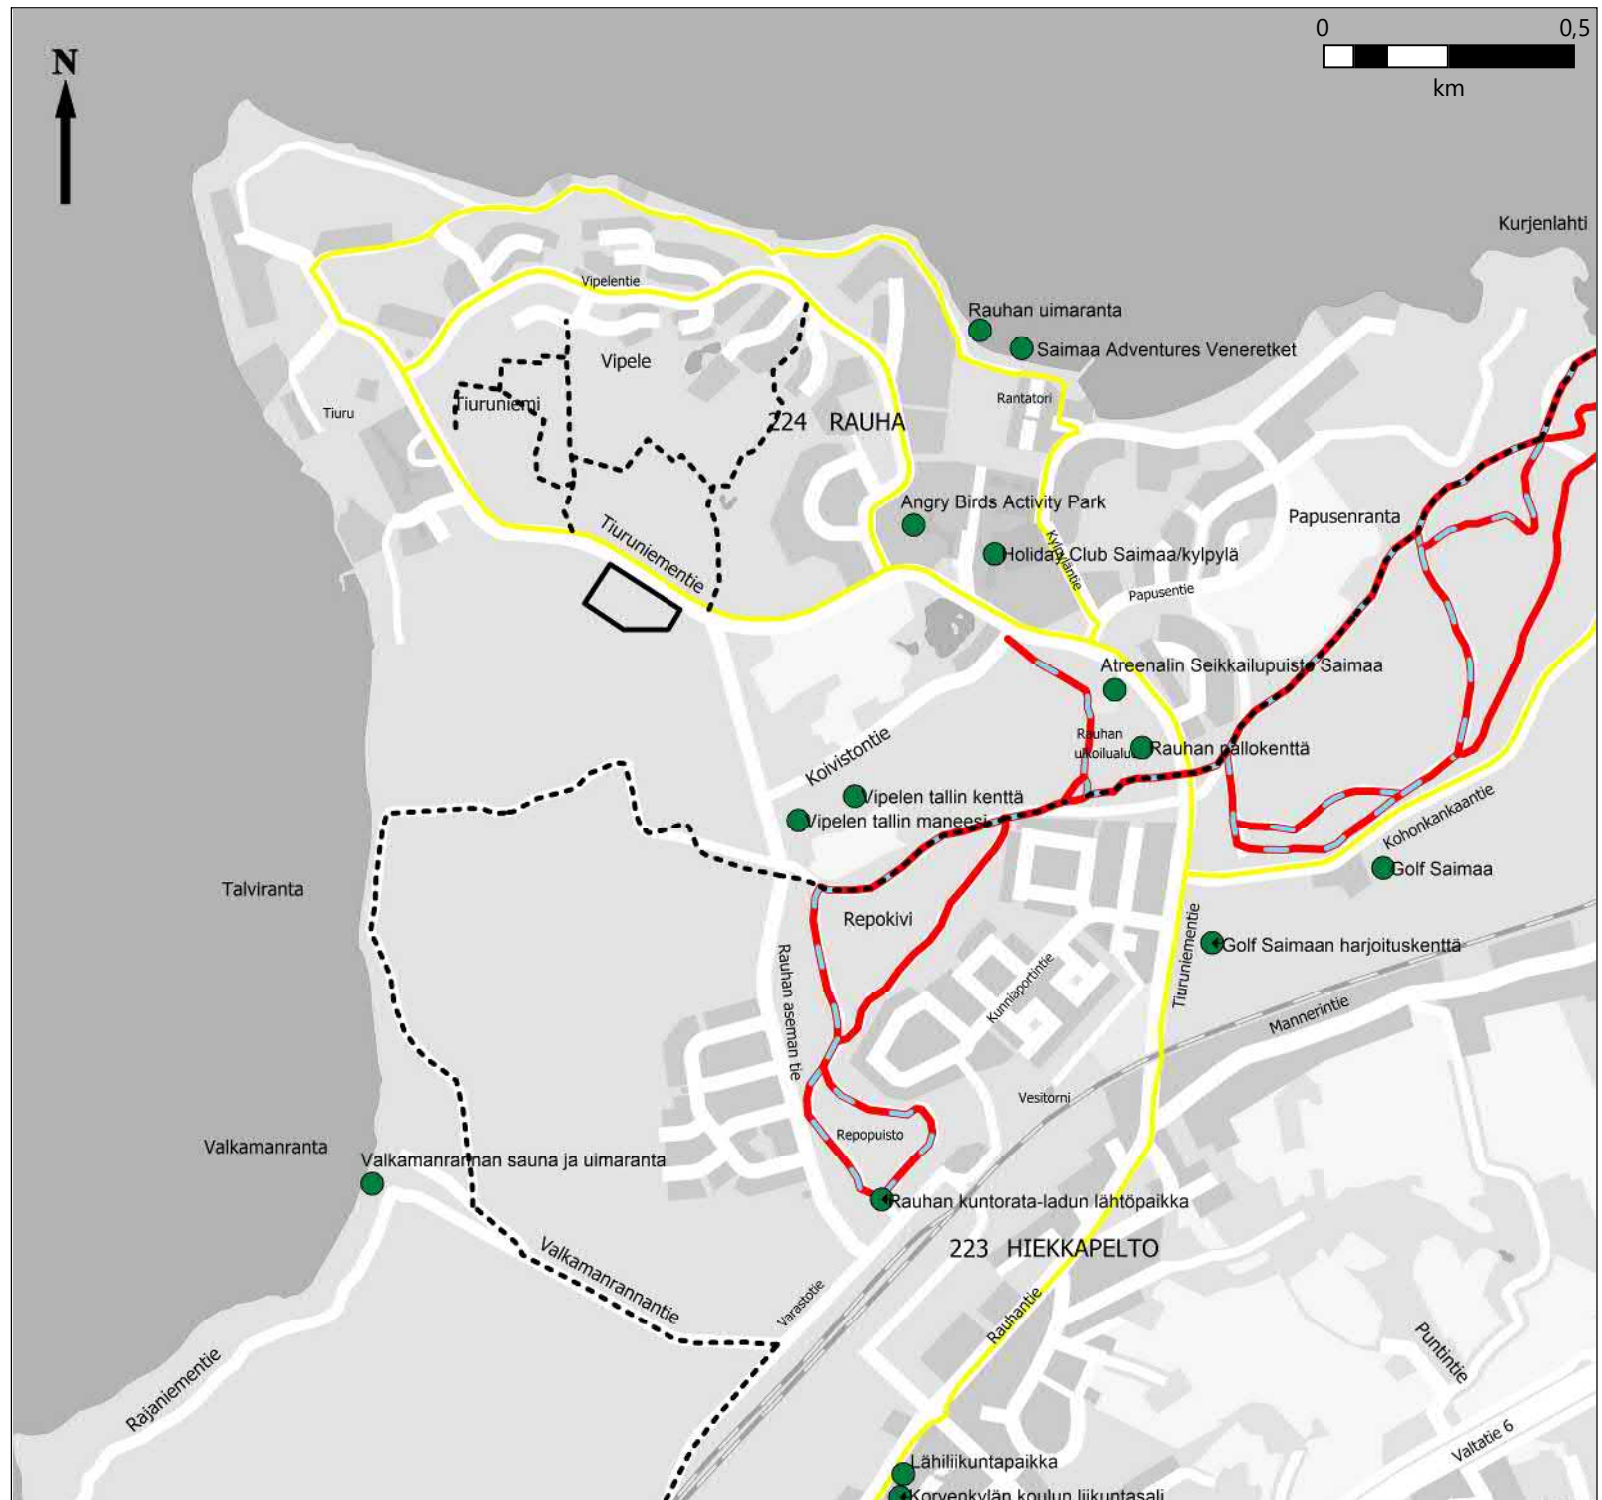 0 0,5
km
N
Kurjenlahti
Vipelentie
Rauhan uimaranta
Saimaa Adventures Veneretket
Vipele
Rantatori
Tiuruniemi
Tiuru
224 RAUHA
Angry Birds Activity Park
Papusenranta
Tiuruniementie
Holiday Club Saimaa/kylpylä
Kylpyläntie
Papusentie
Atreenalin Seikkailupuisto Saimaa
Rauhan
ulkoilualue
Rauhan pallokenttä
Koivistontie
Vipelen tallin kenttä
Vipelen tallin maneesi
Kohonkankaantie
Golf Saimaa
Talviranta
Repokivi
Tiuruniementie
Golf Saimaan harjoituskenttä
Rauhan aseman tie
Kunniaportintie
Mannerintie
Vesitorni
Repopuisto
Valkamanranta
Valkamanrannan sauna ja uimaranta
Rauhan kuntorata-ladun lähtöpaikka
223 HIEKKAPELTO
Valkamanrannantie
Varastotie
Rauhantie
Puntintie
Rajaniementie
Valtatie 6
Lähiliikuntapaikka
Korvenkylän koulun liikuntasali